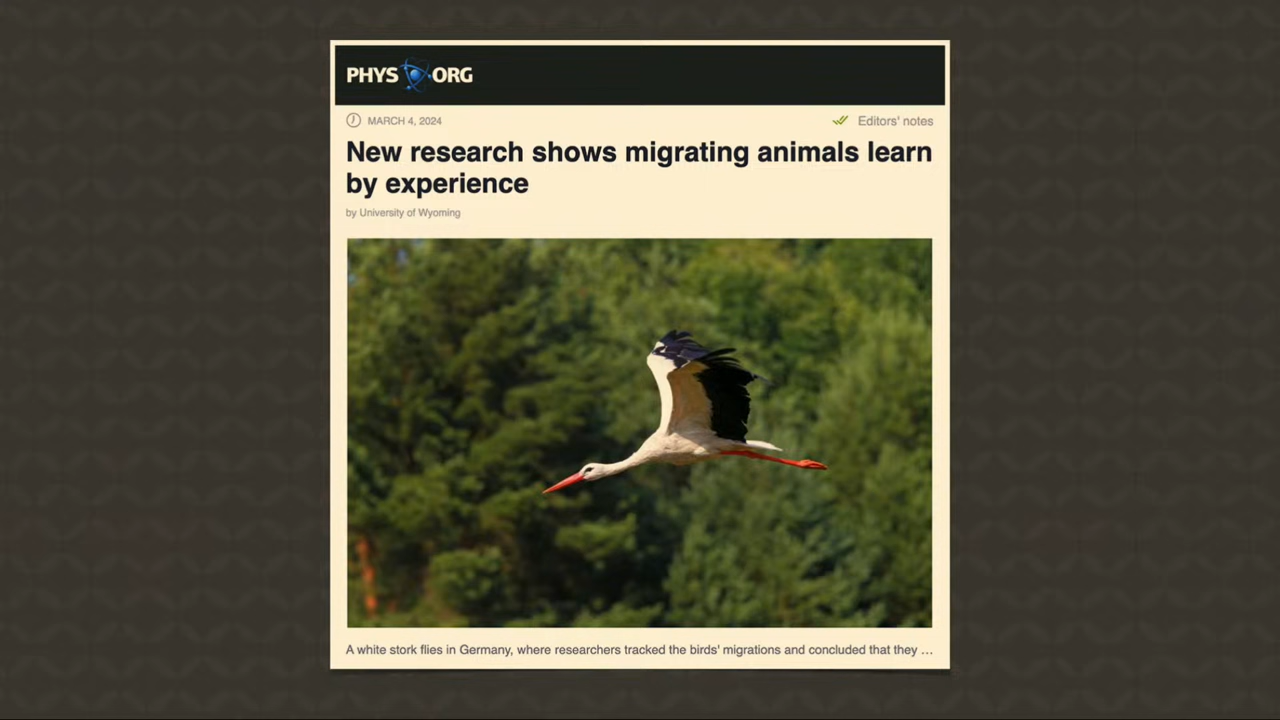 PHYS ORG
MARCH 4, 2024
Editors' notes
New research shows migrating animals learn
by experience
by University of Wyoming
A white stork flies in Germany, where researchers tracked the birds' migrations and concluded that they …